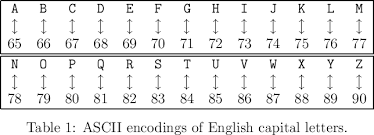 A B C D E F G H I J K L M
↕ ↕ ↕ ↕ ↕ ↕ ↕ ↕ ↕ ↕ ↕ ↕ ↕
65 66 67 68 69 70 71 72 73 74 75 76 77
N O P Q R S T U V W X Y Z
↕ ↕ ↕ ↕ ↕ ↕ ↕ ↕ ↕ ↕ ↕ ↕ ↕
78 79 80 81 82 83 84 85 86 87 88 89 90
Table 1: ASCII encodings of English capital letters.